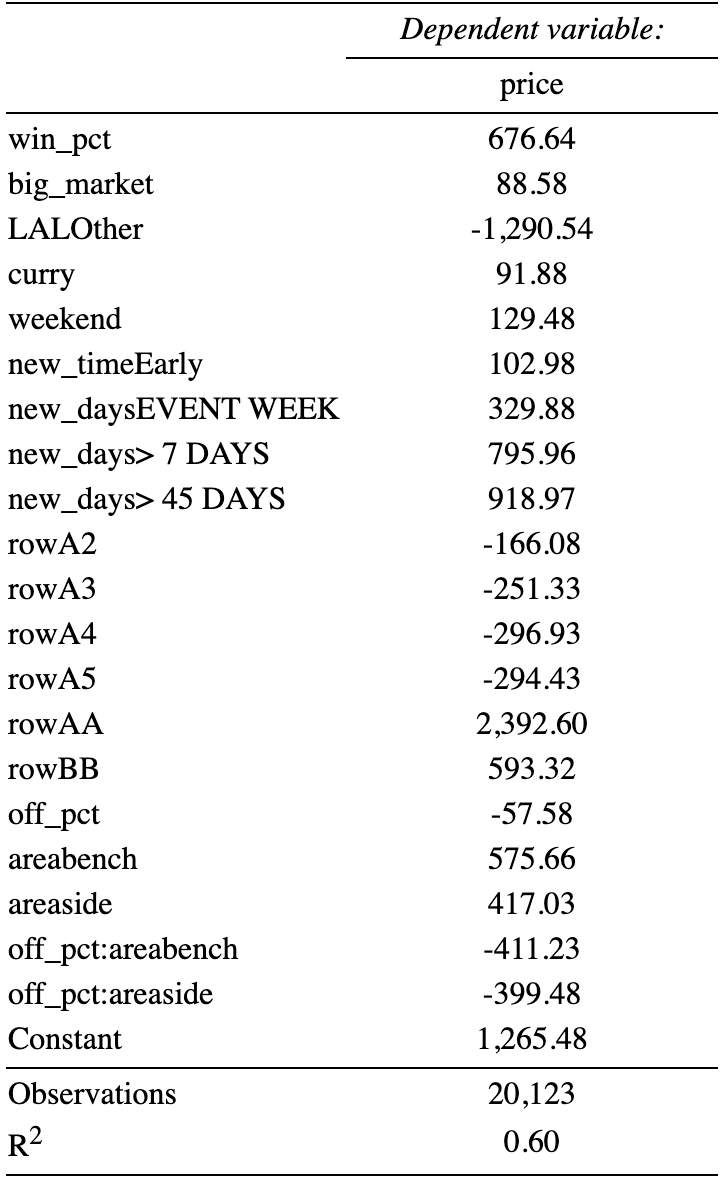 Dependent variable:
price
win_pct 676.64
big_market 88.58
LALOther -1,290.54
curry 91.88
weekend 129.48
new_timeEarly 102.98
new_daysEVENT WEEK 329.88
new_days> 7 DAYS 795.96
new_days> 45 DAYS 918.97
rowA2 -166.08
rowA3 -251.33
rowA4 -296.93
rowA5 -294.43
rowAA 2,392.60
rowBB 593.32
off_pct -57.58
areabench 575.66
areaside 417.03
off_pct:areabench -411.23
off_pct:areaside -399.48
Constant 1,265.48
Observations 20,123
R2 0.60